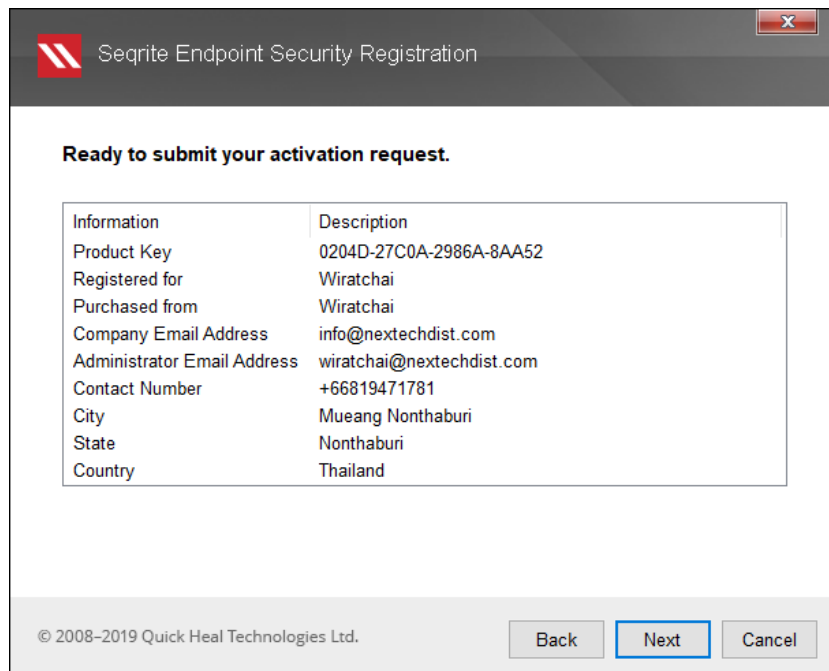 Seqrite Endpoint Security Registration
Ready to submit your activation request.
Information Description
Product Key 0204D-27C0A-2986A-8AA52
Registered for Wiratchai
Purchased from Wiratchai
Company Email Address info@nextechdist.com
Administrator Email Address wiratchai@nextechdist.com
Contact Number +66819471781
City Mueang Nonthaburi
State Nonthaburi
Country Thailand
© 2008–2019 Quick Heal Technologies Ltd. Back Next Cancel